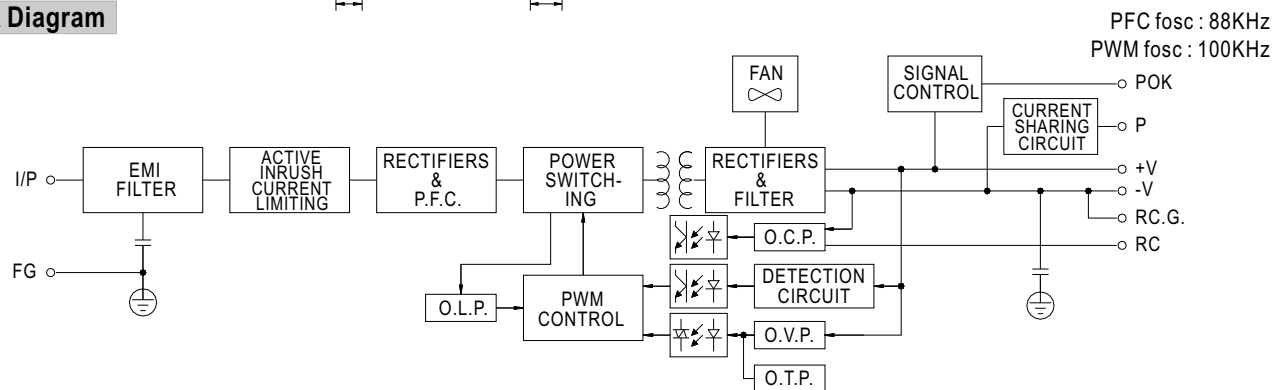 Diagram
PFC fosc : 88KHz
PWM fosc : 100KHz
FAN
SIGNAL
CONTROL
POK
CURRENT
SHARING
CIRCUIT
P
I/P
EMI
FILTER
ACTIVE
INRUSH
CURRENT
LIMITING
RECTIFIERS
&
P.F.C.
POWER
SWITCH-
ING
RECTIFIERS
&
FILTER
+V
-V
RC.G.
RC
O.C.P.
FG
O.L.P.
PWM
CONTROL
DETECTION
CIRCUIT
O.V.P.
O.T.P.